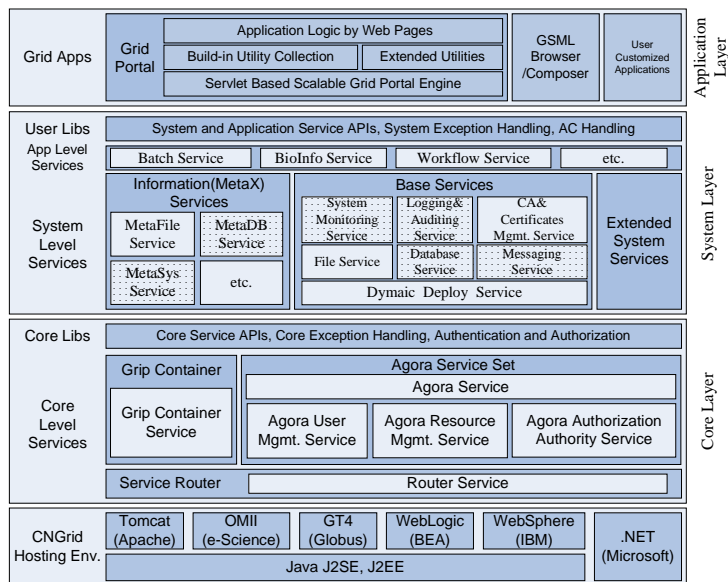 Grid Apps
Grid
Portal
Application Logic by Web Pages
Build-in Utility Collection
Extended Utilities
Servlet Based Scalable Grid Portal Engine
GSML
Browser
/Composer
User
Customized
Applications
Application
Layer
User Libs
System and Application Service APIs, System Exception Handling, AC Handling
App Level
Services
Batch Service
BioInfo Service
Workflow Service
etc.
System
Level
Services
Information(MetaX)
Services
MetaFile
Service
MetaDB
Service
MetaSys
Service
etc.
Base Services
System
Monitoring
Service
Logging&
Auditing
Service
CA&
Certificates
Mgmt. Service
File Service
Database
Service
Messaging
Service
Dymaic Deploy Service
Extended
System
Services
System Layer
Core Libs
Core Service APIs, Core Exception Handling, Authentication and Authorization
Core
Level
Services
Grip Container
Grip Container
Service
Agora Service Set
Agora Service
Agora User
Mgmt. Service
Agora Resource
Mgmt. Service
Agora Authorization
Authority Service
Service Router
Router Service
Core Layer
CNGrid
Hosting Env.
Tomcat
(Apache)
OMII
(e-Science)
GT4
(Globus)
WebLogic
(BEA)
WebSphere
(IBM)
.NET
(Microsoft)
Java J2SE, J2EE